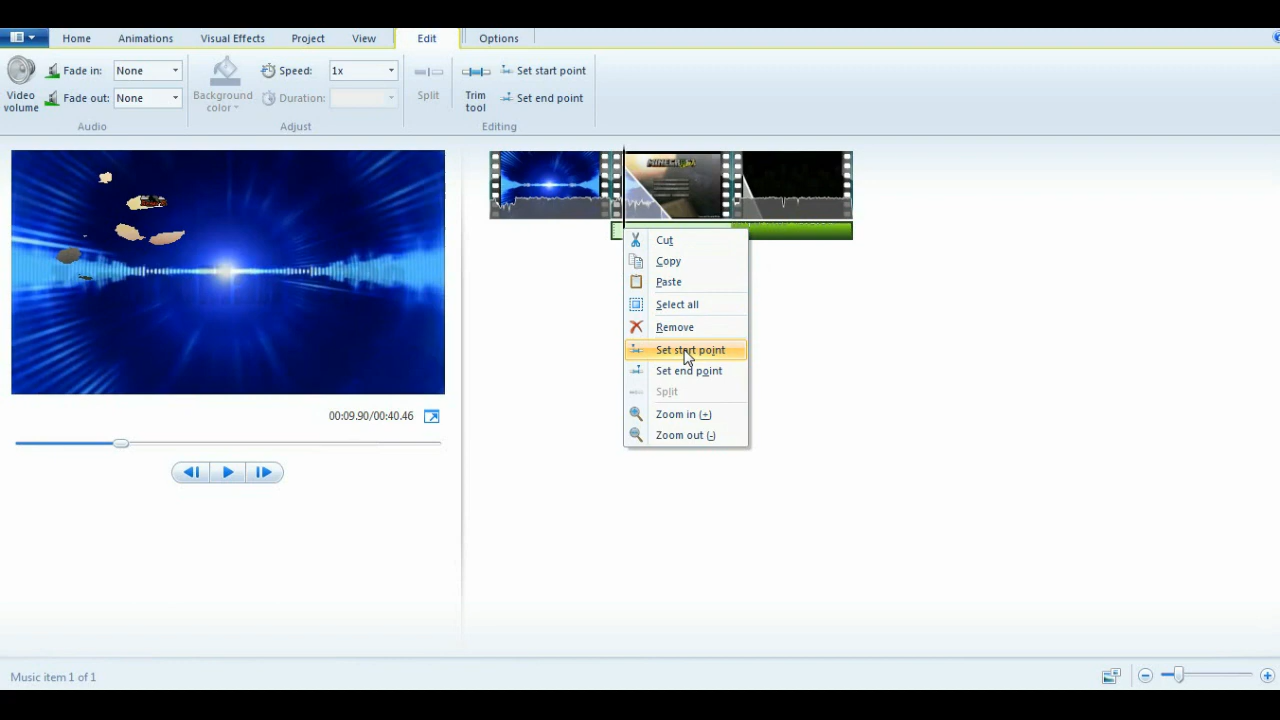 Home Animations Visual Effects Project View Edit Options
Fade in: None Speed: 1x Set start point
Video volume Fade out: None Background color Duration: Split Trim tool Set end point
Audio Adjust Editing
Cut
Copy
Paste
Select all
Remove
Set start point
Set end point
Split
Zoom in (+)
Zoom out (-)
00:09.90/00:40.46
Music item 1 of 1